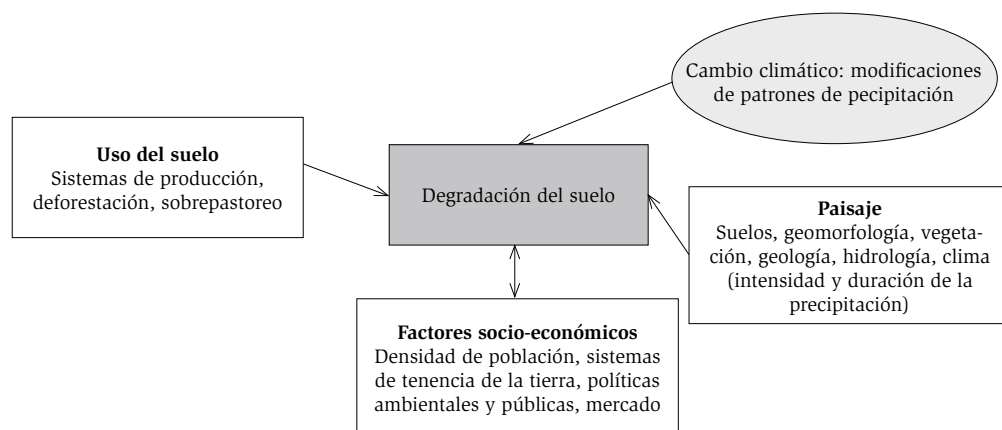 Cambio climático: modificaciones
de patrones de pecipitación
Uso del suelo
Sistemas de producción,
deforestación, sobrepastoreo
Degradación del suelo
Paisaje
Suelos, geomorfología, vegeta-
ción, geología, hidrología, clima
(intensidad y duración de la
precipitación)
Factores socio-económicos
Densidad de población, sistemas
de tenencia de la tierra, políticas
ambientales y públicas, mercado